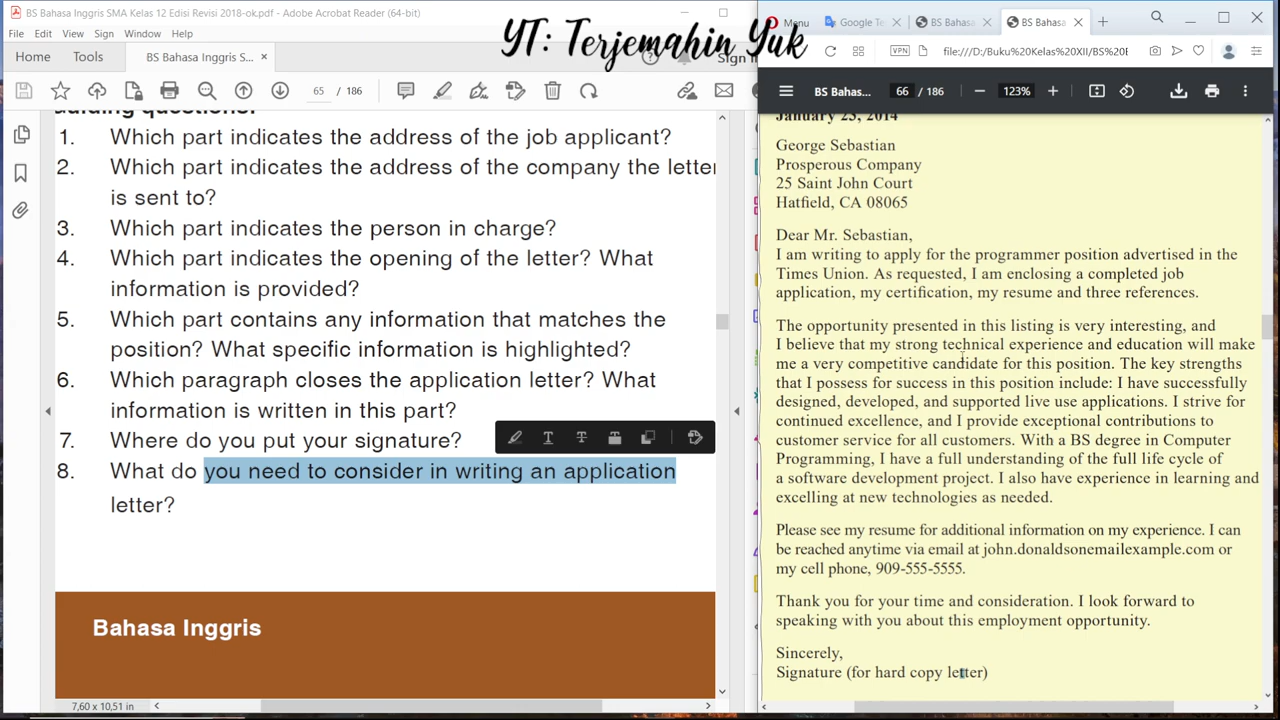 BS Bahasa Inggris SMA Kelas 12 Edisi Revisi 2018-ok.pdf - Adobe Acrobat Reader (64-bit)
File Edit View Sign Window Help
YT: Terjemahin Yuk
Home Tools BS Bahasa Inggris S... × Sign
65 / 186
Guiding questions:
1. Which part indicates the address of the job applicant?
2. Which part indicates the address of the company the letter
is sent to?
3. Which part indicates the person in charge?
4. Which part indicates the opening of the letter? What
information is provided?
5. Which part contains any information that matches the
position? What specific information is highlighted?
6. Which paragraph closes the application letter? What
information is written in this part?
7. Where do you put your signature?
8. What do you need to consider in writing an application
letter?
Bahasa Inggris
7,60 x 10,51 in
Menu Google Te BS Bahasa BS Bahasa
VPN file:///D:/Buku%20Kelas%20XII/BS%20E
BS Bahas... 66 / 186 123%
January 23, 2014
George Sebastian
Prosperous Company
25 Saint John Court
Hatfield, CA 08065
Dear Mr. Sebastian,
I am writing to apply for the programmer position advertised in the
Times Union. As requested, I am enclosing a completed job
application, my certification, my resume and three references.
The opportunity presented in this listing is very interesting, and
I believe that my strong technical experience and education will make
me a very competitive candidate for this position. The key strengths
that I possess for success in this position include: I have successfully
designed, developed, and supported live use applications. I strive for
continued excellence, and I provide exceptional contributions to
customer service for all customers. With a BS degree in Computer
Programming, I have a full understanding of the full life cycle of
a software development project. I also have experience in learning and
excelling at new technologies as needed.
Please see my resume for additional information on my experience. I can
be reached anytime via email at john.donaldsonemailexample.com or
my cell phone, 909-555-5555.
Thank you for your time and consideration. I look forward to
speaking with you about this employment opportunity.
Sincerely,
Signature (for hard copy letter)